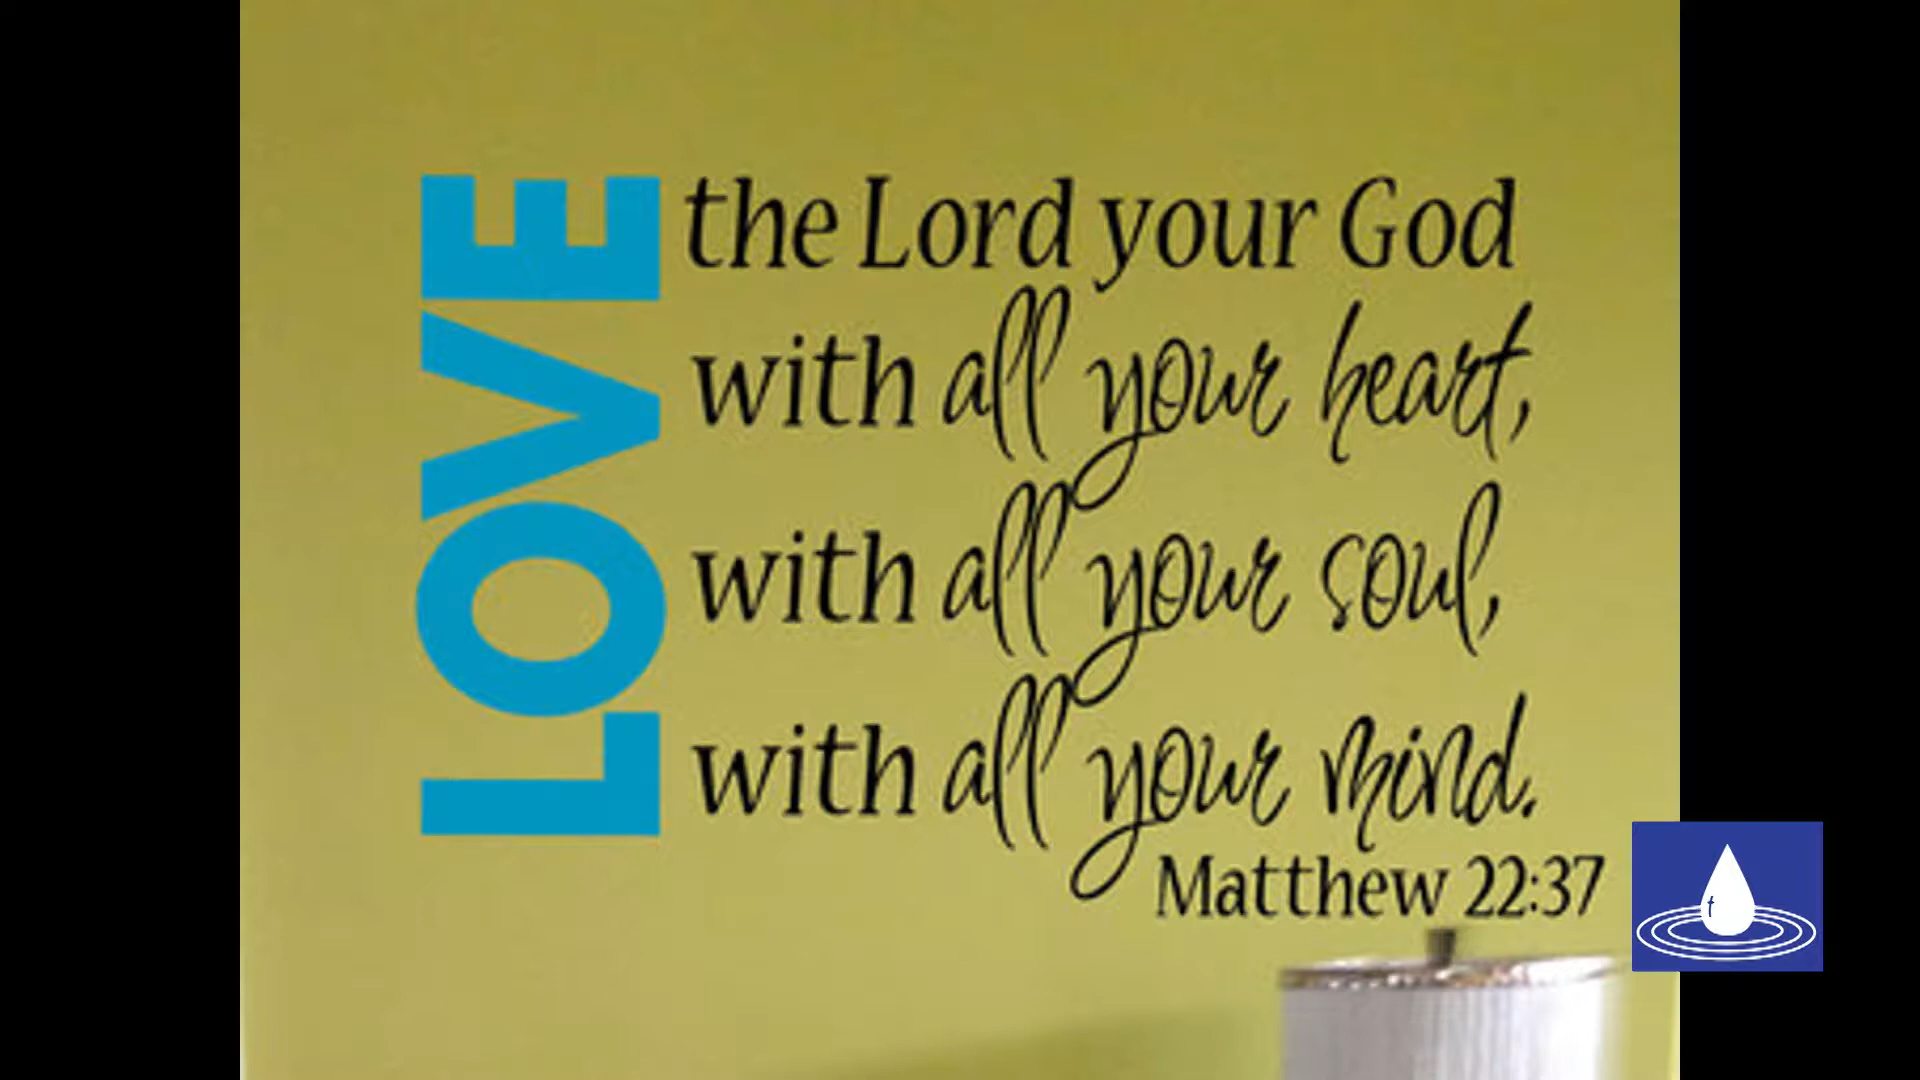 LOVE
the Lord your God
with all your heart,
with all your soul,
with all your mind.
Matthew 22:37